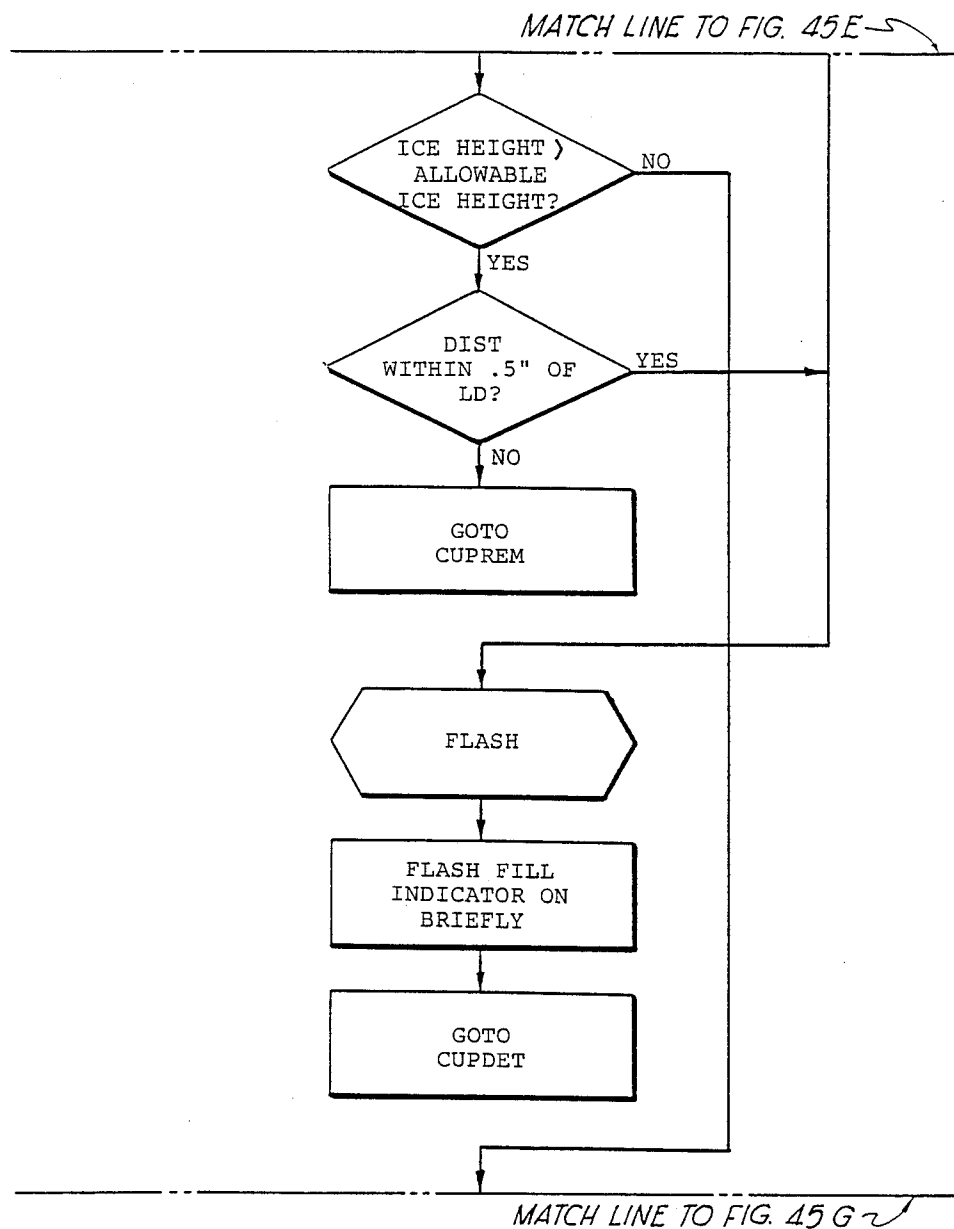 MATCH LINE TO FIG. 45E
ICE HEIGHT >
ALLOWABLE
ICE HEIGHT?
NO
YES
DIST
WITHIN .5" OF
LD?
YES
NO
GOTO
CUPREM
FLASH
FLASH FILL
INDICATOR ON
BRIEFLY
GOTO
CUPDET
MATCH LINE TO FIG. 45G